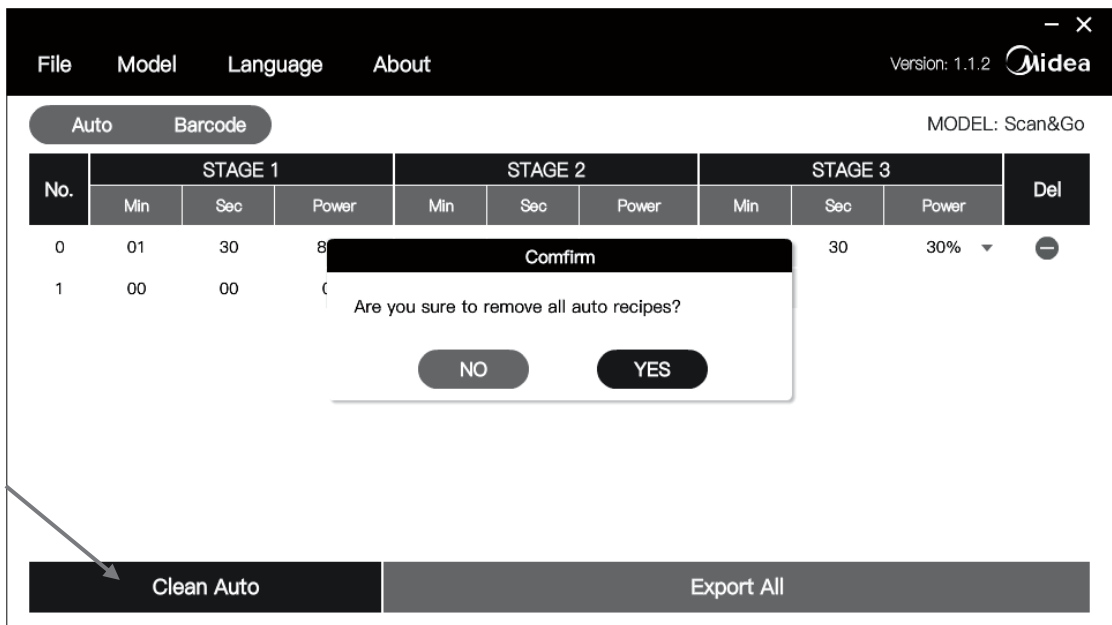 File Model Language About Version: 1.1.2 Midea
Auto Barcode MODEL: Scan&Go
No. STAGE 1 STAGE 2 STAGE 3 Del
Min Sec Power Min Sec Power Min Sec Power
0 01 30 8 30 30%
1 00 00 0
Comfirm
Are you sure to remove all auto recipes?
NO YES
Clean Auto Export All